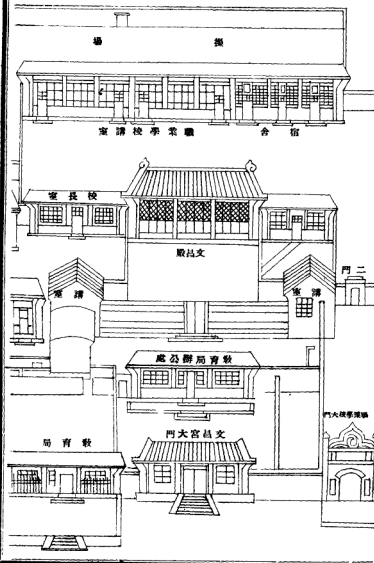 操場
宿舍
職業學校講室
校長室
文昌殿
二門
講室
講室
教育局辦公處
職業學校大門
文昌宮大門
教育局